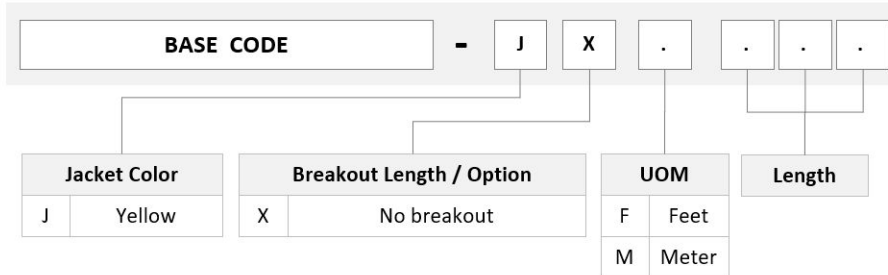 BASE CODE - J X . . . .
Jacket Color
J Yellow
Breakout Length / Option
X No breakout
UOM
F Feet
M Meter
Length